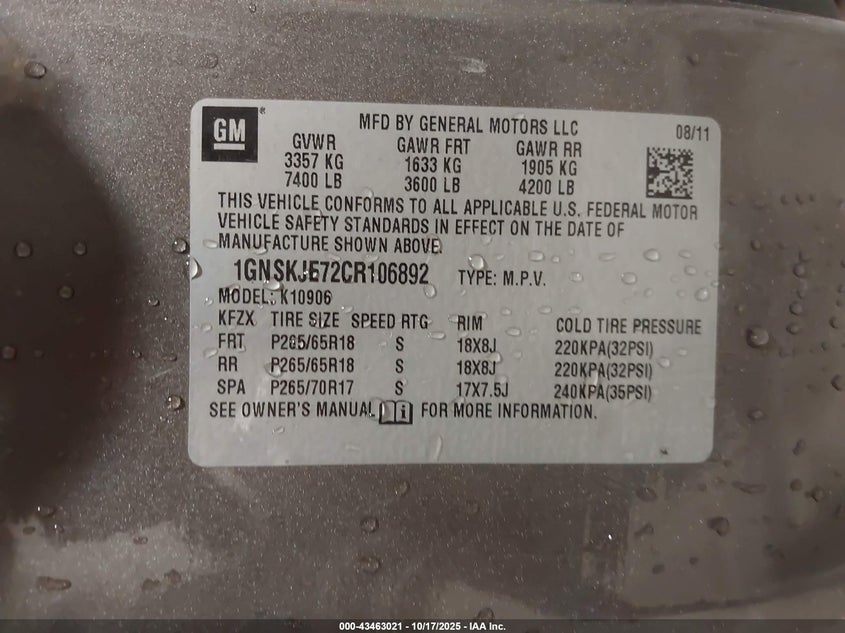 GM ®
MFD BY GENERAL MOTORS LLC 08/11
GVWR GAWR FRT GAWR RR
3357 KG 1633 KG 1905 KG
7400 LB 3600 LB 4200 LB
THIS VEHICLE CONFORMS TO ALL APPLICABLE U.S. FEDERAL MOTOR
VEHICLE SAFETY STANDARDS IN EFFECT ON THE DATE OF
MANUFACTURE SHOWN ABOVE.
1GNSKJE72CR106892 TYPE: M.P.V.
MODEL: K10906
KFZX TIRE SIZE SPEED RTG RIM COLD TIRE PRESSURE
FRT P265/65R18 S 18X8J 220KPA(32PSI)
RR P265/65R18 S 18X8J 220KPA(32PSI)
SPA P265/70R17 S 17X7.5J 240KPA(35PSI)
SEE OWNER'S MANUAL FOR MORE INFORMATION.
000-43463021 - 10/17/2025 - IAA Inc.